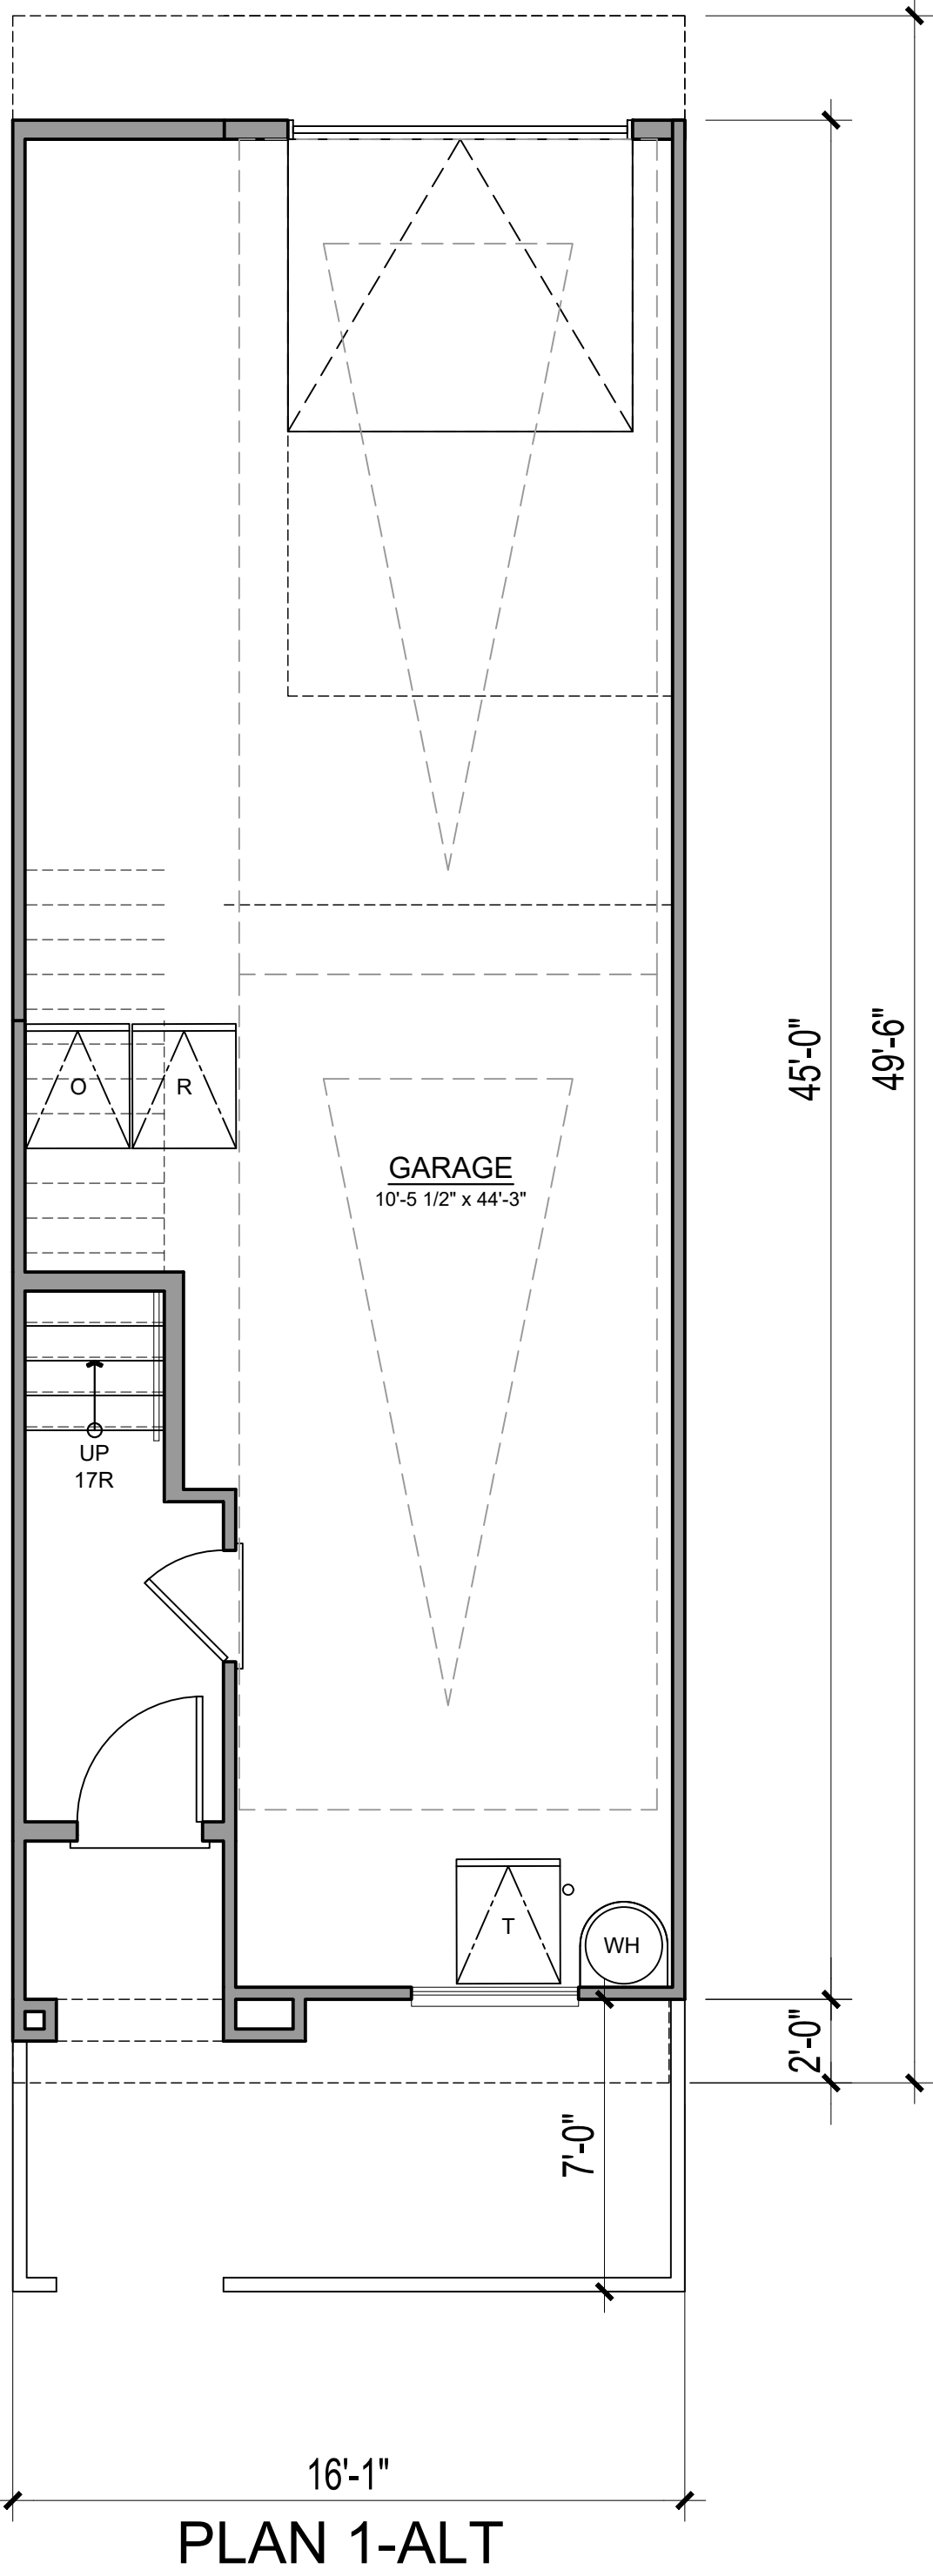 45'-0"
49'-6"
O
R
GARAGE
10'-5 1/2" x 44'-3"
UP
17R
T
WH
2'-0"
7'-0"
16'-1"
PLAN 1-ALT